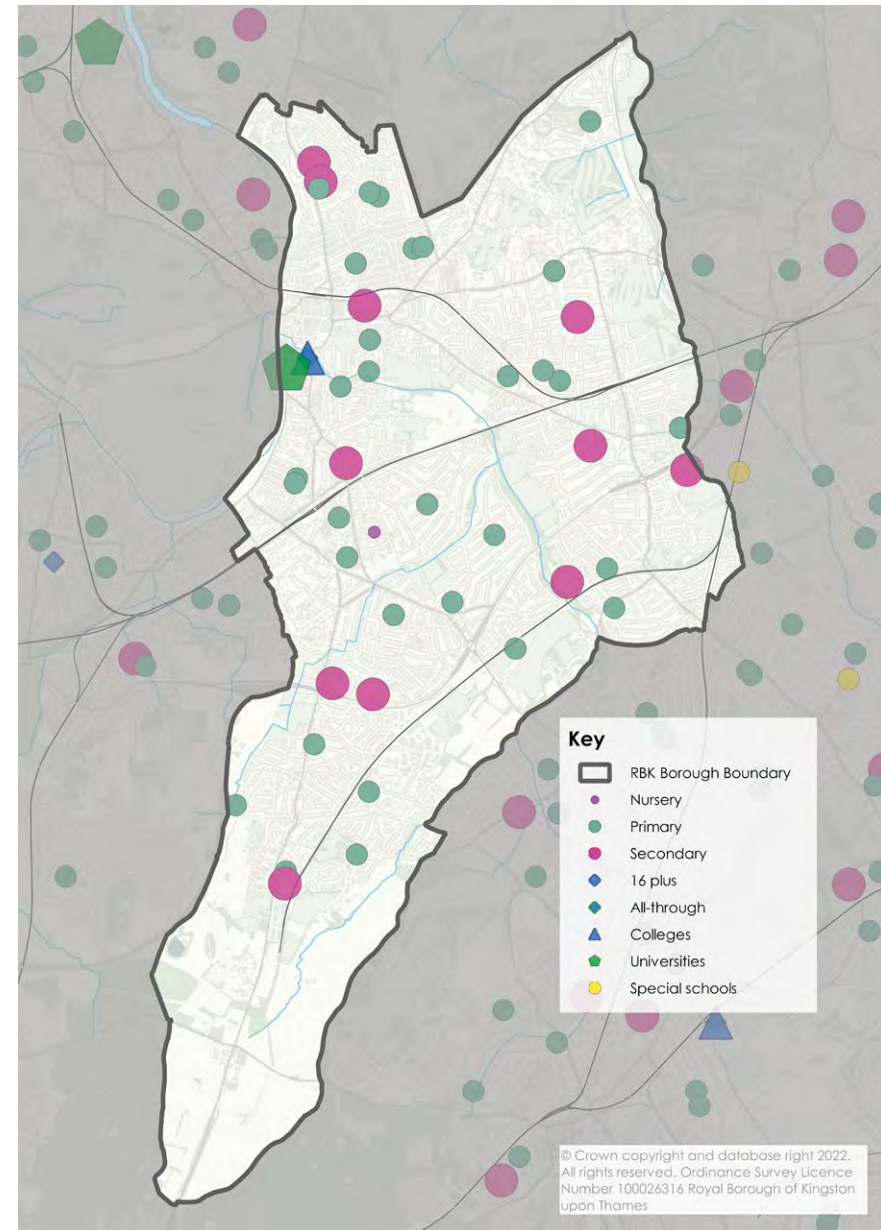 Key
RBK Borough Boundary
Nursery
Primary
Secondary
16 plus
All-through
Colleges
Universities
Special schools
© Crown copyright and database right 2022.
All rights reserved. Ordinance Survey Licence
Number 100026316 Royal Borough of Kingston
upon Thames